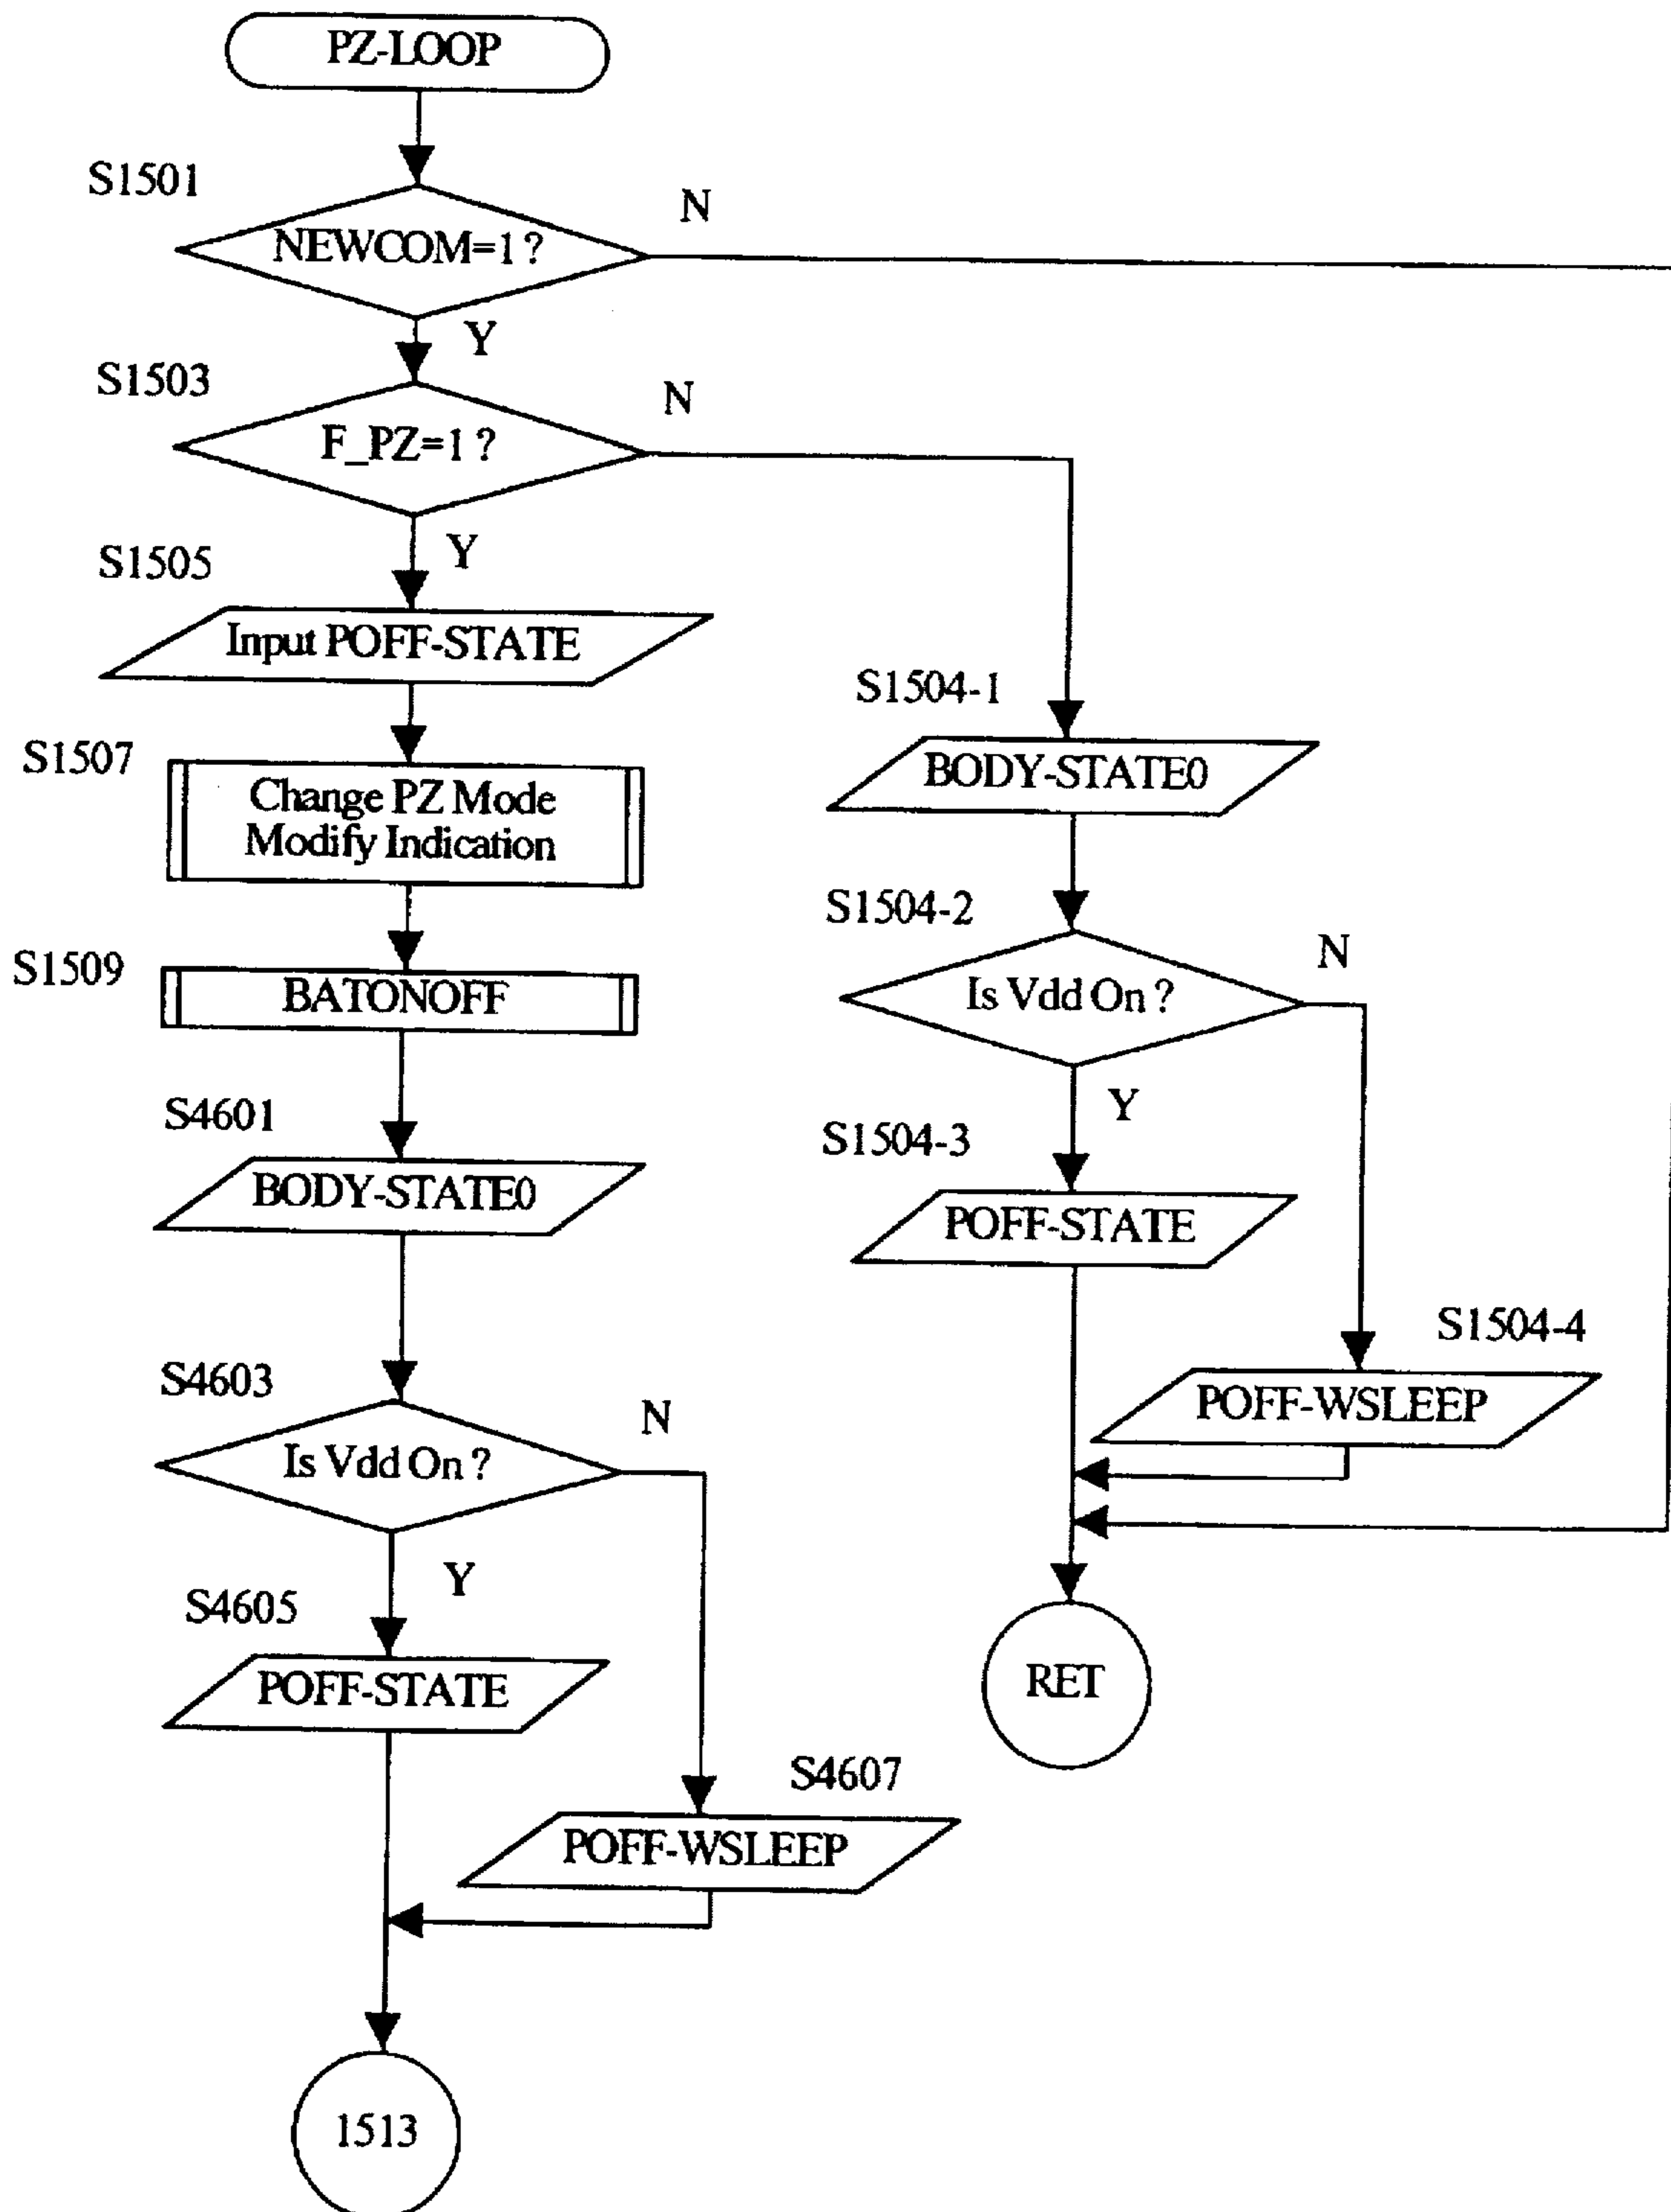 PZ-LOOP
S1501
NEWCOM=1 ?
N
Y
S1503
F_PZ=1 ?
N
Y
S1505
Input POFF-STATE
S1507
Change PZ Mode
Modify Indication
S1509
BATONOFF
S4601
BODY-STATE0
S4603
Is Vdd On ?
N
Y
S4605
POFF-STATE
S4607
POFF-WSLEEP
1513
S1504-1
BODY-STATE0
S1504-2
Is Vdd On ?
N
Y
S1504-3
POFF-STATE
S1504-4
POFF-WSLEEP
RET